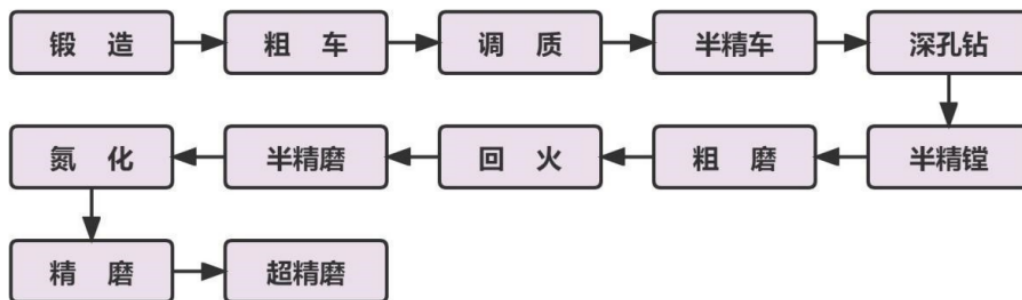 锻 造
粗 车
调 质
半精车
深孔钻
半精镗
粗 磨
回 火
半精磨
氮 化
精 磨
超精磨